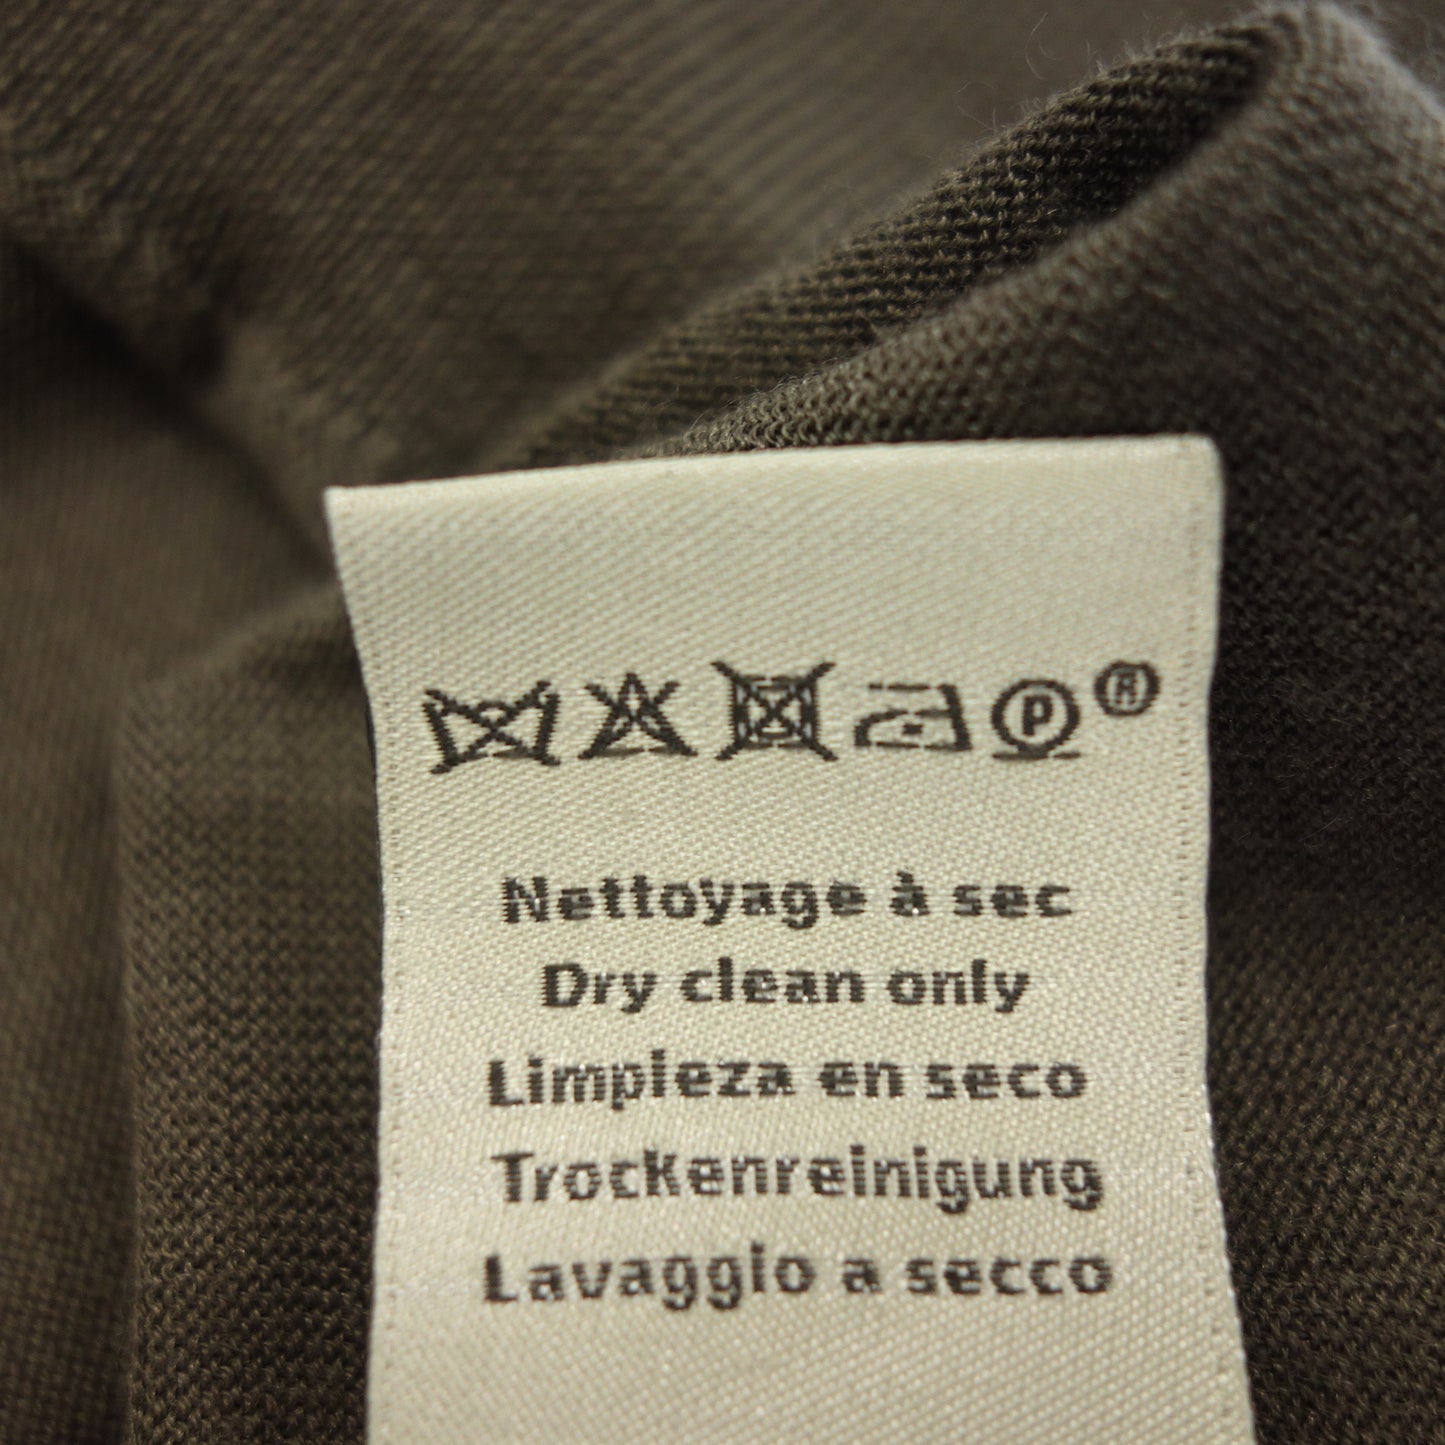 P ®
Nettoyage à sec
Dry clean only
Limpieza en seco
Trockenreinigung
Lavaggio a secco